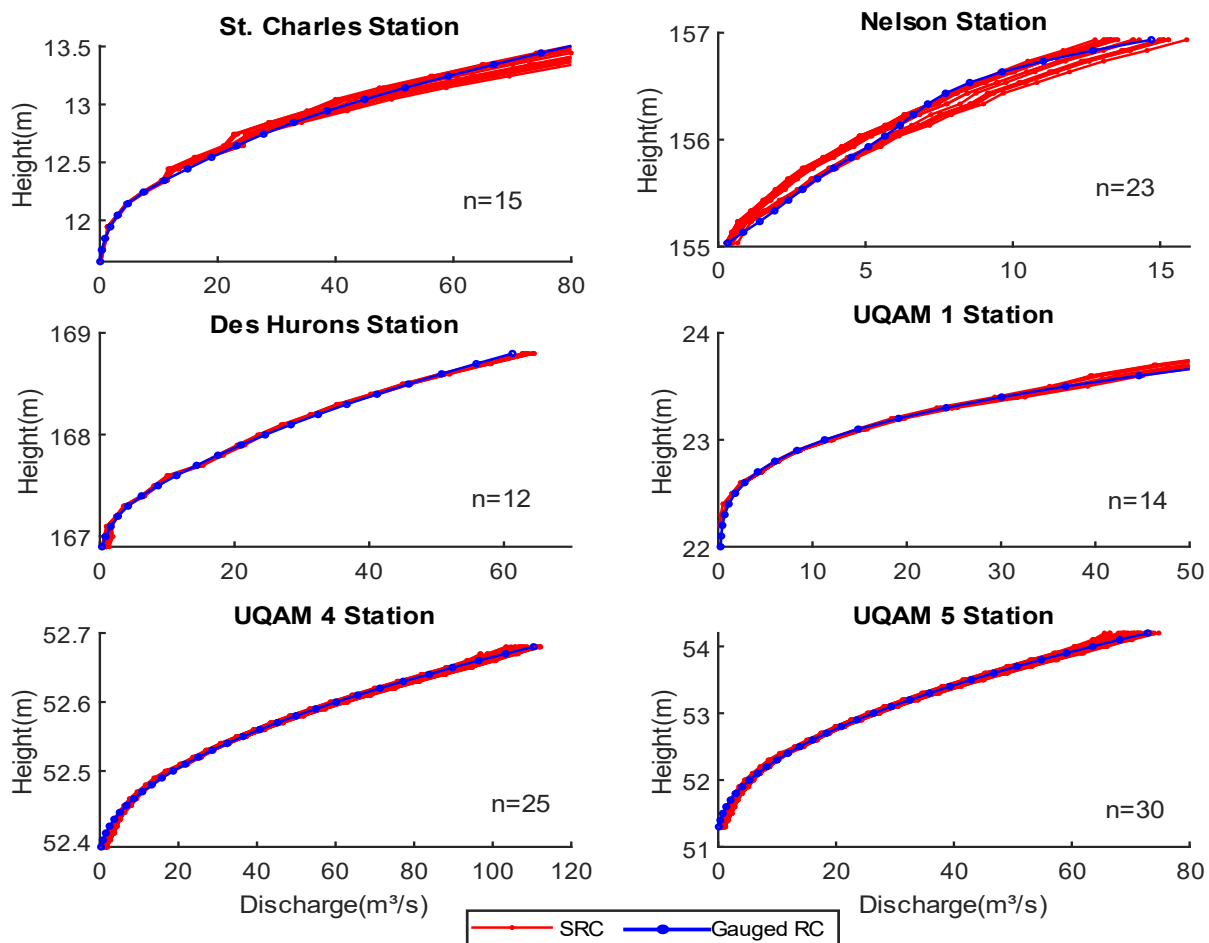 St. Charles Station
Height(m)
13.5
13
12.5
12
n=15
0 20 40 60 80
Nelson Station
Height(m)
157
156
155
n=23
0 5 10 15
Des Hurons Station
Height(m)
169
168
167
n=12
0 20 40 60
UQAM 1 Station
Height(m)
24
23
22
n=14
0 10 20 30 40 50
UQAM 4 Station
Height(m)
52.7
52.6
52.5
52.4
n=25
0 20 40 60 80 100 120
Discharge(m³/s)
UQAM 5 Station
Height(m)
54
53
52
51
n=30
0 20 40 60 80
Discharge(m³/s)
SRC Gauged RC